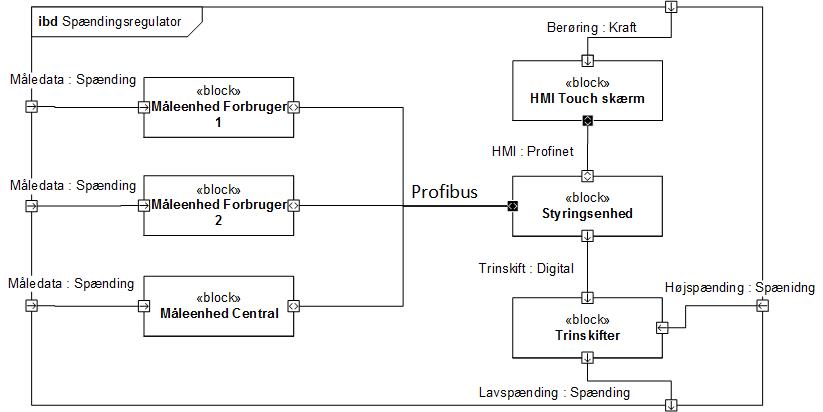 ibd Spændingsregulator
Berøring : Kraft
Måledata : Spænding
«block»
Måleenhed Forbruger
1
«block»
HMI Touch skærm
HMI : Profinet
Måledata : Spænding
«block»
Måleenhed Forbruger
2
Profibus
«block»
Styringsenhed
Trinskift : Digital
Måledata : Spænding
«block»
Måleenhed Central
Højspænding : Spænidng
«block»
Trinskifter
Lavspænding : Spænding